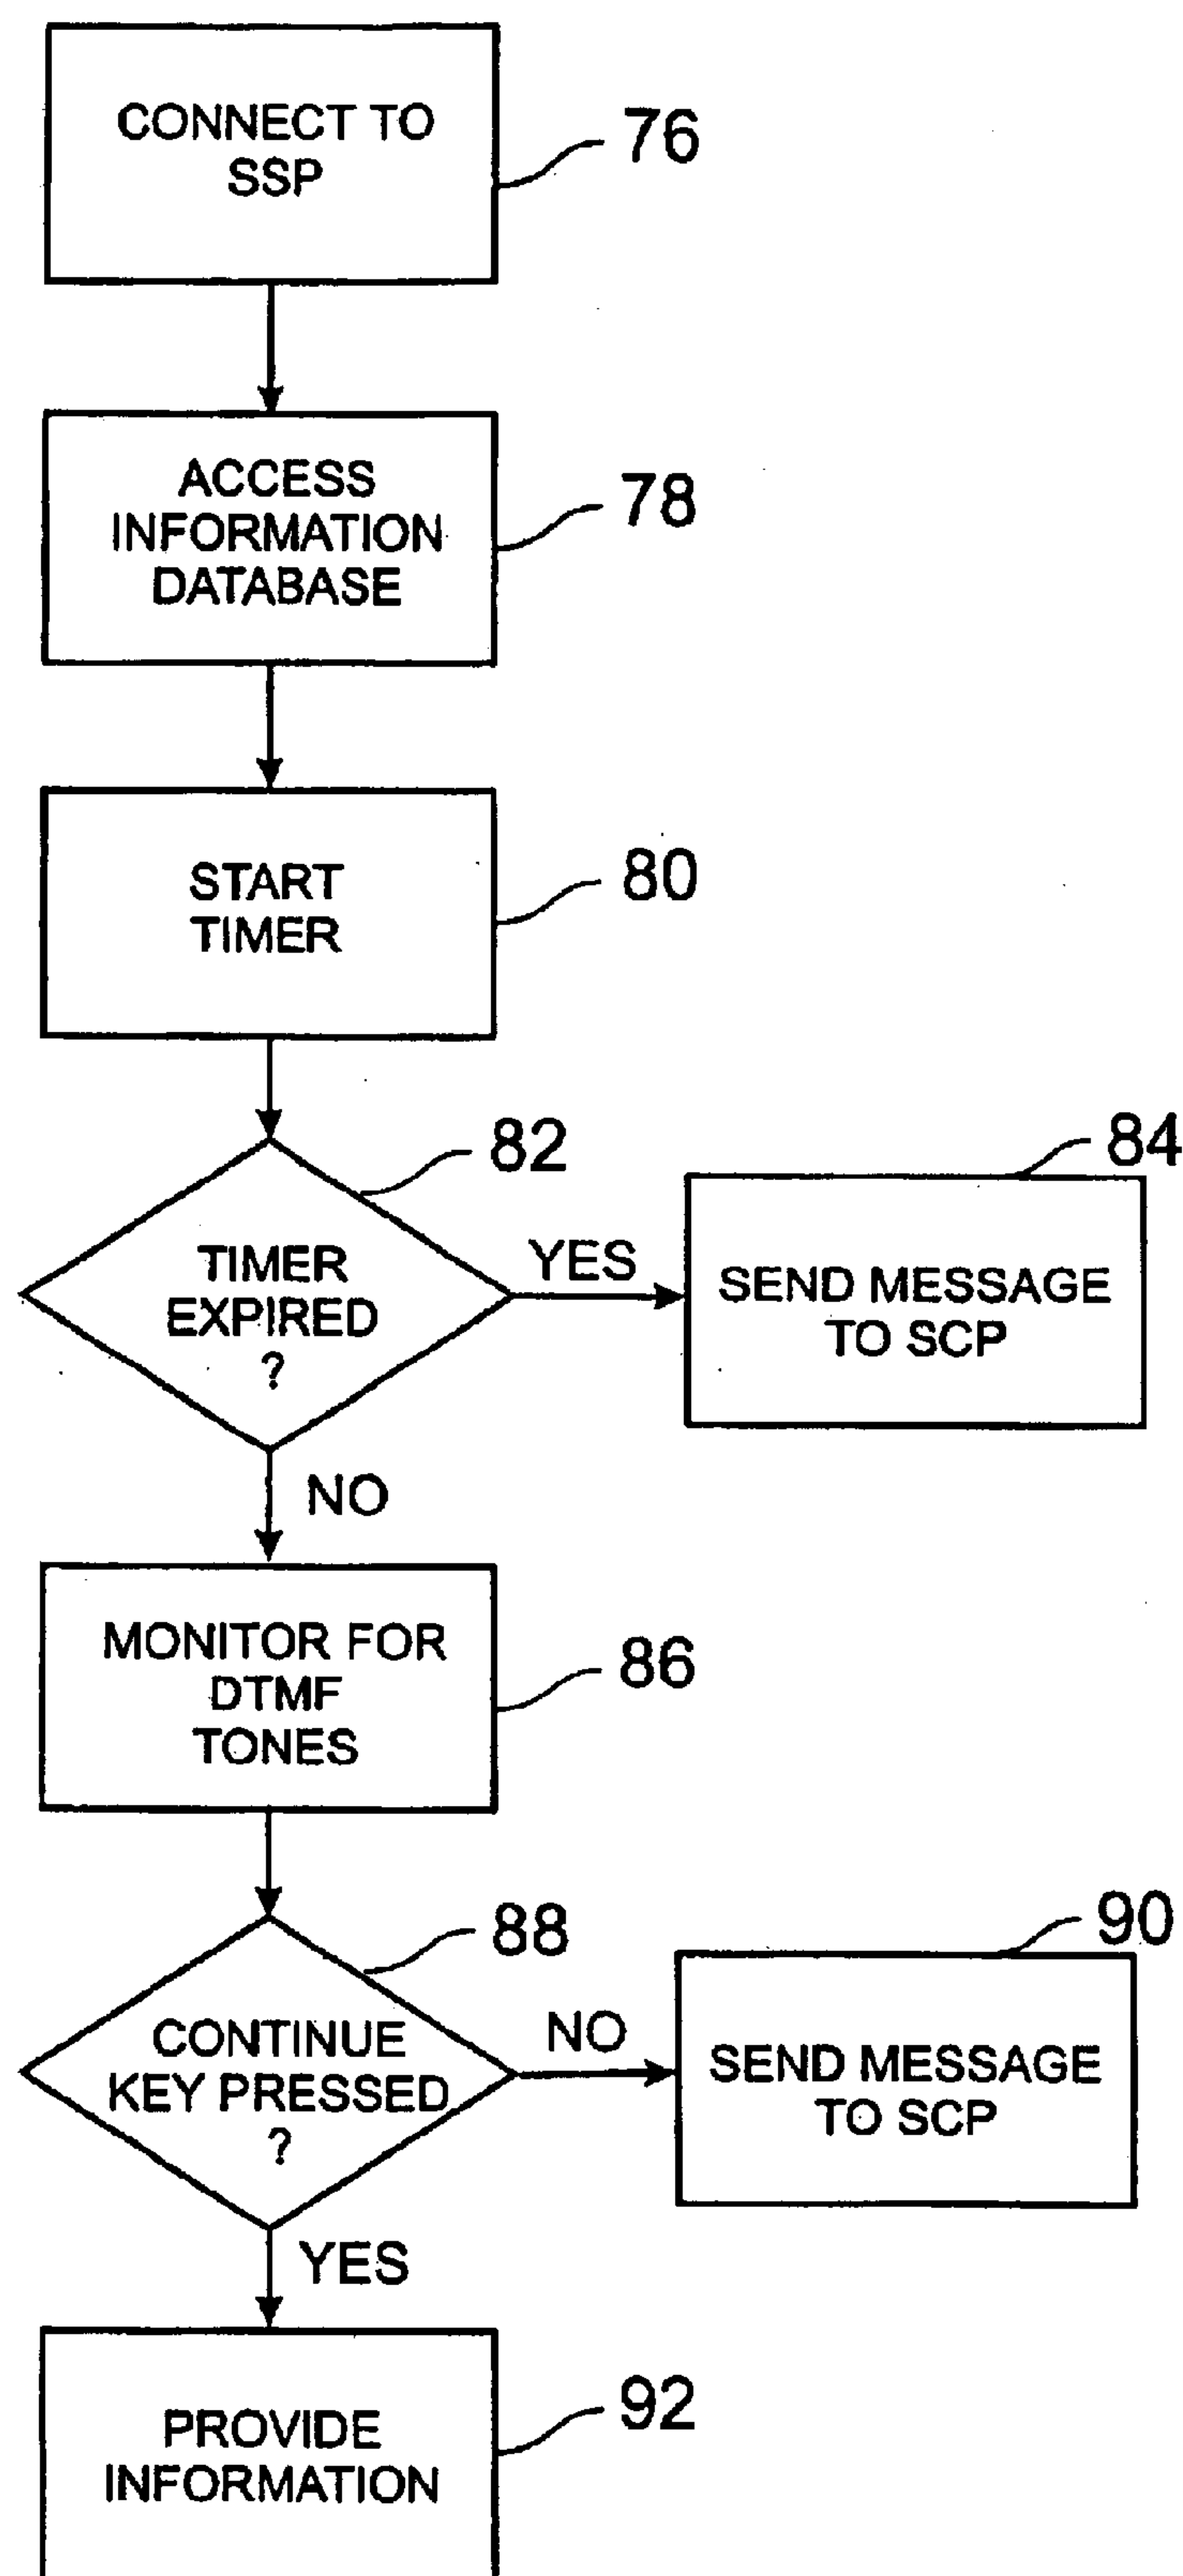 CONNECT TO
SSP
76
ACCESS
INFORMATION
DATABASE
78
START
TIMER
80
82
TIMER
EXPIRED
?
YES
84
SEND MESSAGE
TO SCP
NO
MONITOR FOR
DTMF
TONES
86
88
CONTINUE
KEY PRESSED
?
NO
90
SEND MESSAGE
TO SCP
YES
PROVIDE
INFORMATION
92